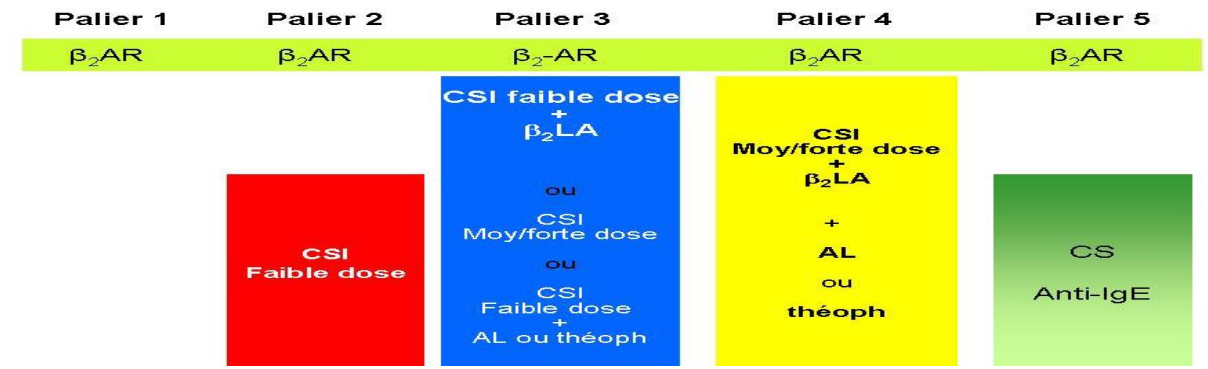 Palier 1 Palier 2 Palier 3 Palier 4 Palier 5
β₂AR β₂AR β₂-AR β₂AR β₂AR
CSI
Faible dose
CSI faible dose
+
β₂LA
ou
CSI
Moy/forte dose
ou
CSI
Faible dose
+
AL ou théoph
CSI
Moy/forte dose
+
β₂LA
+
AL
ou
théoph
CS
Anti-IgE